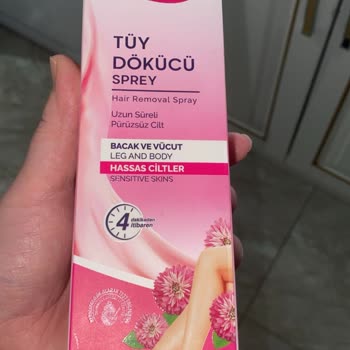 TÜY
DÖKÜCÜ
SPREY
Hair Removal Spray
Uzun Süreli
Pürüzsüz Cilt
BACAK VE VÜCUT
LEG AND BODY
HASSAS CİLTLER
SENSITIVE SKINS
4 dakikadan
itibaren